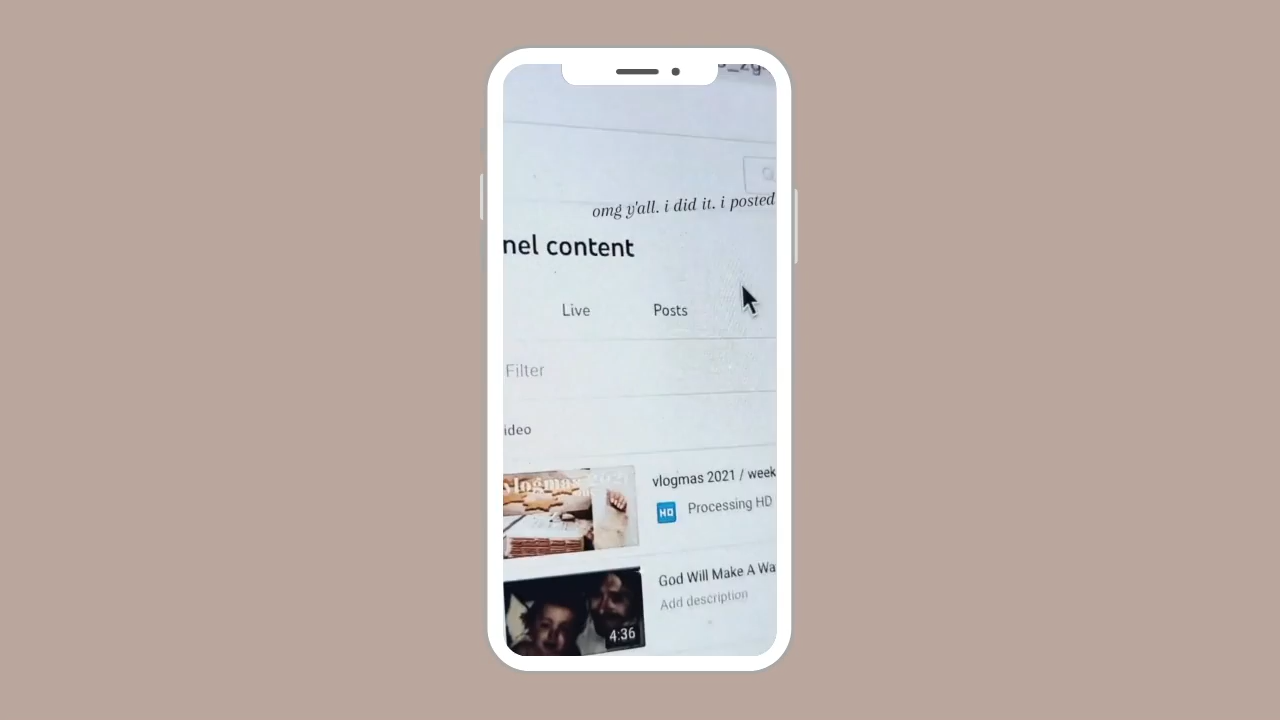 omg y'all. i did it. i posted
nel content
Live
Posts
Filter
ideo
vlogmas 2021 / week
HD
Processing HD
God Will Make A Wa
Add description
4:36